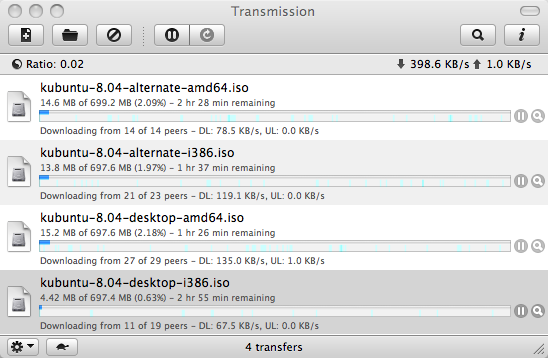 Transmission
Ratio: 0.02 398.6 KB/s 1.0 KB/s
kubuntu-8.04-alternate-amd64.iso
14.6 MB of 699.2 MB (2.09%) – 2 hr 28 min remaining
Downloading from 14 of 14 peers – DL: 78.5 KB/s, UL: 0.0 KB/s
kubuntu-8.04-alternate-i386.iso
13.8 MB of 697.6 MB (1.97%) – 1 hr 37 min remaining
Downloading from 21 of 23 peers – DL: 119.1 KB/s, UL: 0.0 KB/s
kubuntu-8.04-desktop-amd64.iso
15.2 MB of 697.6 MB (2.18%) – 1 hr 26 min remaining
Downloading from 27 of 29 peers – DL: 135.0 KB/s, UL: 1.0 KB/s
kubuntu-8.04-desktop-i386.iso
4.42 MB of 697.4 MB (0.63%) – 2 hr 55 min remaining
Downloading from 11 of 19 peers – DL: 67.5 KB/s, UL: 0.0 KB/s
4 transfers